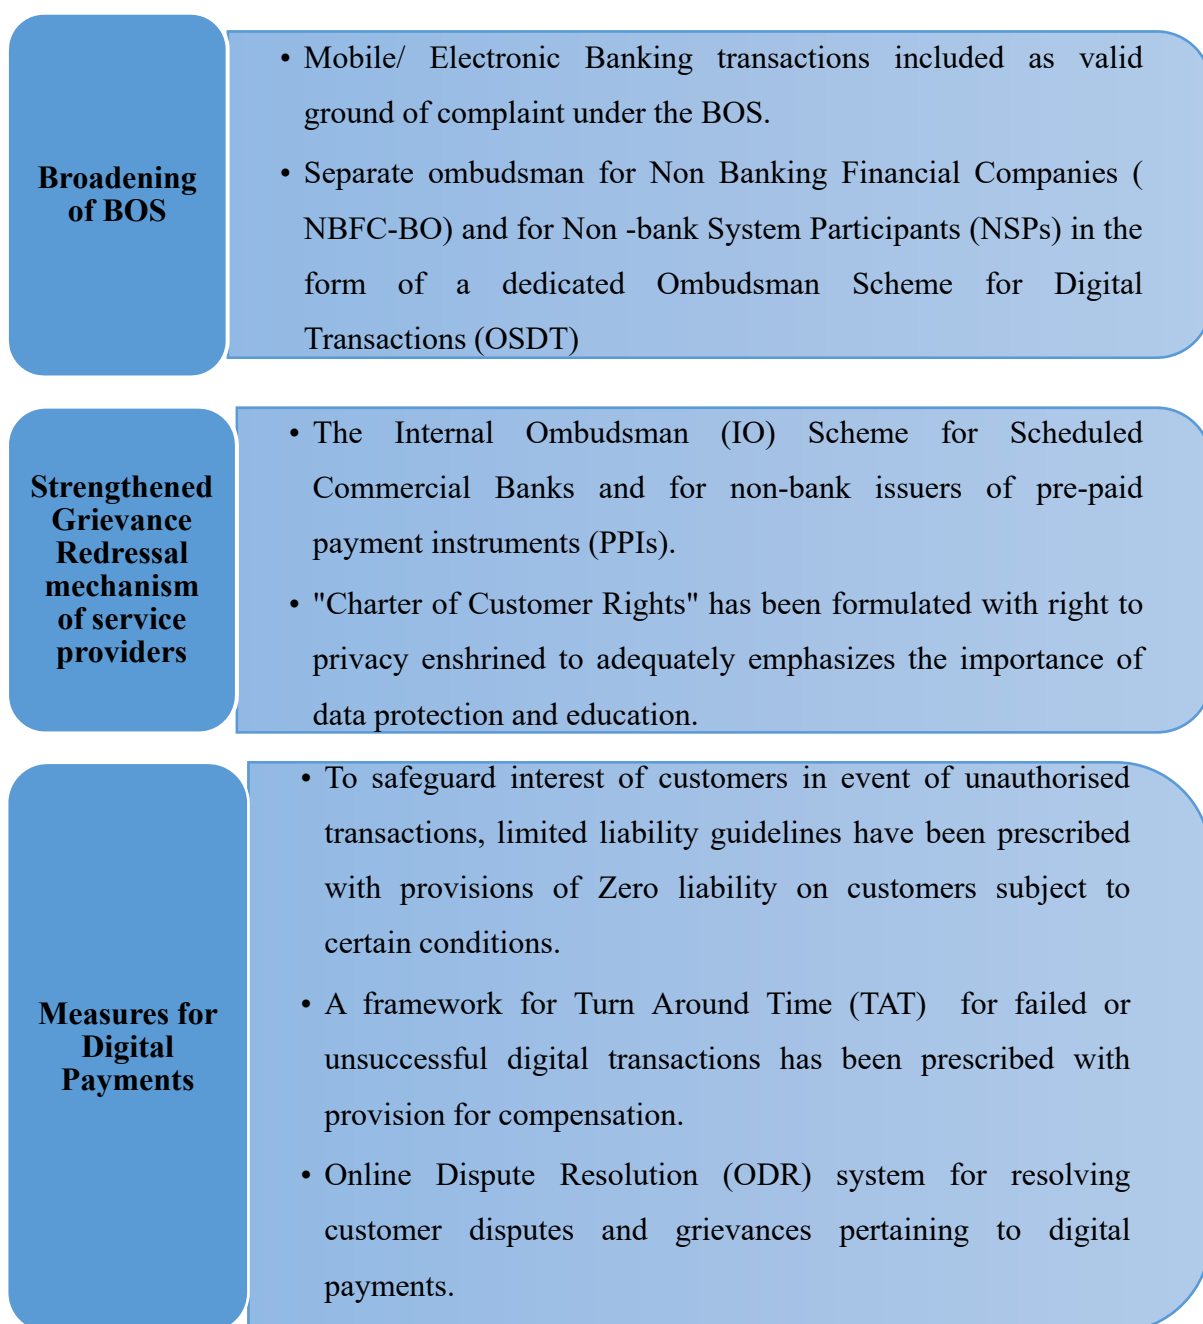 Broadening
of BOS
• Mobile/ Electronic Banking transactions included as valid
ground of complaint under the BOS.
• Separate ombudsman for Non Banking Financial Companies (
NBFC-BO) and for Non -bank System Participants (NSPs) in the
form of a dedicated Ombudsman Scheme for Digital
Transactions (OSDT)
Strengthened
Grievance
Redressal
mechanism
of service
providers
• The Internal Ombudsman (IO) Scheme for Scheduled
Commercial Banks and for non-bank issuers of pre-paid
payment instruments (PPIs).
• "Charter of Customer Rights" has been formulated with right to
privacy enshrined to adequately emphasizes the importance of
data protection and education.
Measures for
Digital
Payments
• To safeguard interest of customers in event of unauthorised
transactions, limited liability guidelines have been prescribed
with provisions of Zero liability on customers subject to
certain conditions.
• A framework for Turn Around Time (TAT)  for failed or
unsuccessful digital transactions has been prescribed with
provision for compensation.
• Online Dispute Resolution (ODR) system for resolving
customer disputes and grievances pertaining to digital
payments.